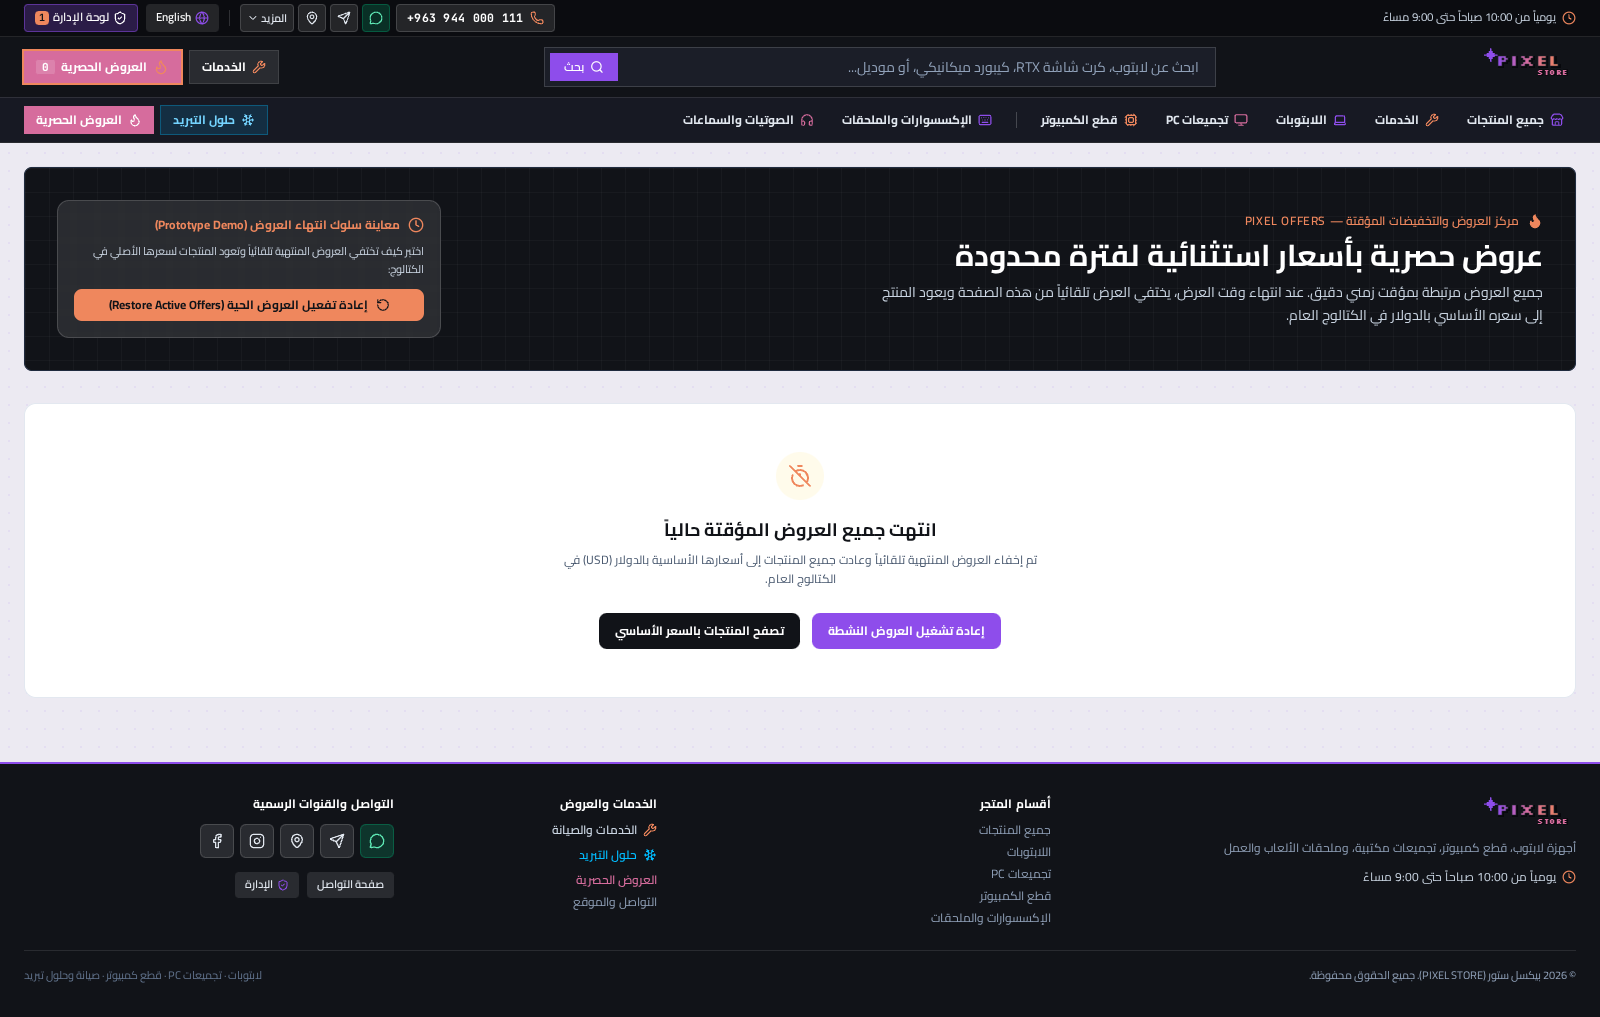 يومياً من 10:00 صباحاً حتى 9:00 مساءً
+963 944 000 111
المزيد
English
لوحة الإدارة 1
PIXEL
STORE
ابحث عن لابتوب، كرت شاشة RTX، كيبورد ميكانيكي، أو موديل...
بحث
الخدمات
العروض الحصرية 0
جميع المنتجات
الخدمات
اللابتوبات
تجميعات PC
قطع الكمبيوتر
الإكسسوارات والملحقات
الصوتيات والسماعات
حلول التبريد
العروض الحصرية
مركز العروض والتخفيضات المؤقتة — PIXEL OFFERS
عروض حصرية بأسعار استثنائية لفترة محدودة
جميع العروض مرتبطة بمؤقت زمني دقيق. عند انتهاء وقت العرض، يختفي العرض تلقائياً من هذه الصفحة ويعود المنتج
إلى سعره الأساسي بالدولار في الكتالوج العام.
معاينة سلوك انتهاء العروض (Prototype Demo)
اختبر كيف تختفي العروض المنتهية تلقائياً وتعود المنتجات لسعرها الأصلي في
الكتالوج:
إعادة تفعيل العروض الحية (Restore Active Offers)
انتهت جميع العروض المؤقتة حالياً
تم إخفاء العروض المنتهية تلقائياً وعادت جميع المنتجات إلى أسعارها الأساسية بالدولار (USD) في
الكتالوج العام.
إعادة تشغيل العروض النشطة
تصفح المنتجات بالسعر الأساسي
PIXEL
STORE
أجهزة لابتوب، قطع كمبيوتر، تجميعات مكتبية، وملحقات الألعاب والعمل
يومياً من 10:00 صباحاً حتى 9:00 مساءً
أقسام المتجر
جميع المنتجات
اللابتوبات
تجميعات PC
قطع الكمبيوتر
الإكسسوارات والملحقات
الخدمات والعروض
الخدمات والصيانة
حلول التبريد
العروض الحصرية
التواصل والموقع
التواصل والقنوات الرسمية
صفحة التواصل
الإدارة
© 2026 بيكسل ستور (PIXEL STORE). جميع الحقوق محفوظة.
لابتوبات · تجميعات PC · قطع كمبيوتر · صيانة وحلول تبريد